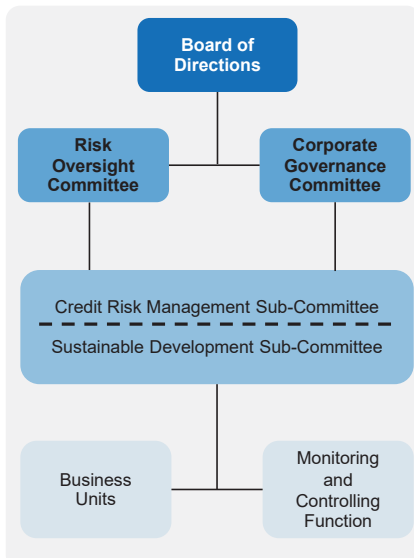 Board of
Directions
Risk
Oversight
Committee
Corporate
Governance
Committee
Credit Risk Management Sub-Committee
Sustainable Development Sub-Committee
Business
Units
Monitoring
and
Controlling
Function